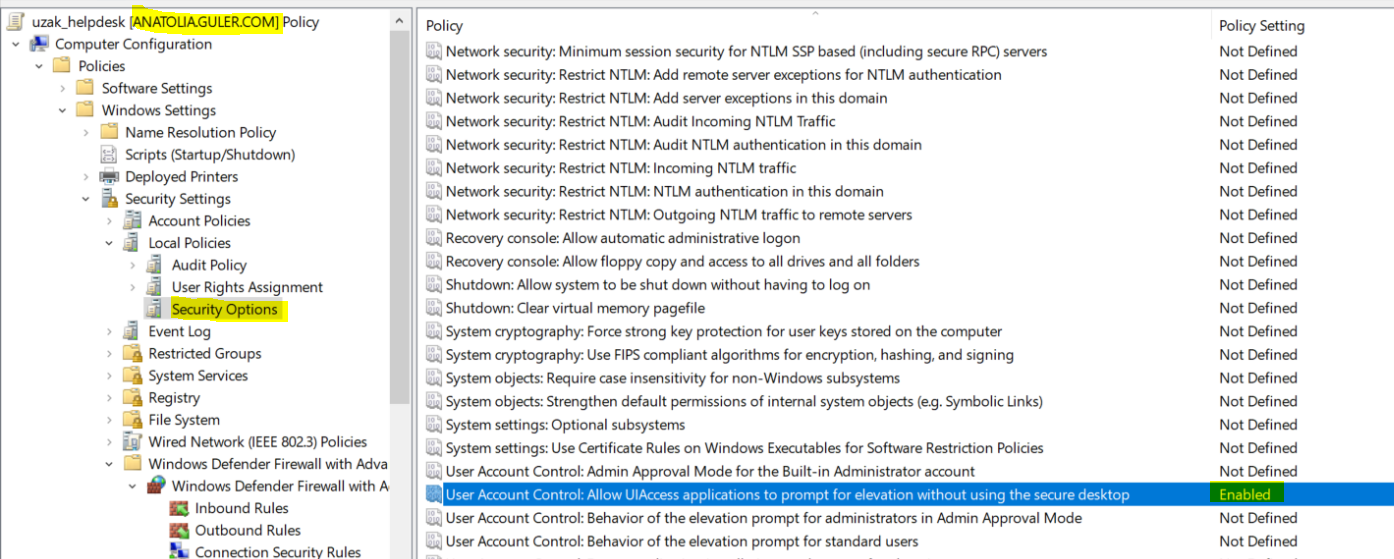 uzak_helpdesk [ANATOLIA.GULER.COM] Policy
Computer Configuration
Policies
Software Settings
Windows Settings
Name Resolution Policy
Scripts (Startup/Shutdown)
Deployed Printers
Security Settings
Account Policies
Local Policies
Audit Policy
User Rights Assignment
Security Options
Event Log
Restricted Groups
System Services
Registry
File System
Wired Network (IEEE 802.3) Policies
Windows Defender Firewall with Adva
Windows Defender Firewall with A
Inbound Rules
Outbound Rules
Connection Security Rules
Policy Policy Setting
Network security: Minimum session security for NTLM SSP based (including secure RPC) servers Not Defined
Network security: Restrict NTLM: Add remote server exceptions for NTLM authentication Not Defined
Network security: Restrict NTLM: Add server exceptions in this domain Not Defined
Network security: Restrict NTLM: Audit Incoming NTLM Traffic Not Defined
Network security: Restrict NTLM: Audit NTLM authentication in this domain Not Defined
Network security: Restrict NTLM: Incoming NTLM traffic Not Defined
Network security: Restrict NTLM: NTLM authentication in this domain Not Defined
Network security: Restrict NTLM: Outgoing NTLM traffic to remote servers Not Defined
Recovery console: Allow automatic administrative logon Not Defined
Recovery console: Allow floppy copy and access to all drives and all folders Not Defined
Shutdown: Allow system to be shut down without having to log on Not Defined
Shutdown: Clear virtual memory pagefile Not Defined
System cryptography: Force strong key protection for user keys stored on the computer Not Defined
System cryptography: Use FIPS compliant algorithms for encryption, hashing, and signing Not Defined
System objects: Require case insensitivity for non-Windows subsystems Not Defined
System objects: Strengthen default permissions of internal system objects (e.g. Symbolic Links) Not Defined
System settings: Optional subsystems Not Defined
System settings: Use Certificate Rules on Windows Executables for Software Restriction Policies Not Defined
User Account Control: Admin Approval Mode for the Built-in Administrator account Not Defined
User Account Control: Allow UIAccess applications to prompt for elevation without using the secure desktop Enabled
User Account Control: Behavior of the elevation prompt for administrators in Admin Approval Mode Not Defined
User Account Control: Behavior of the elevation prompt for standard users Not Defined